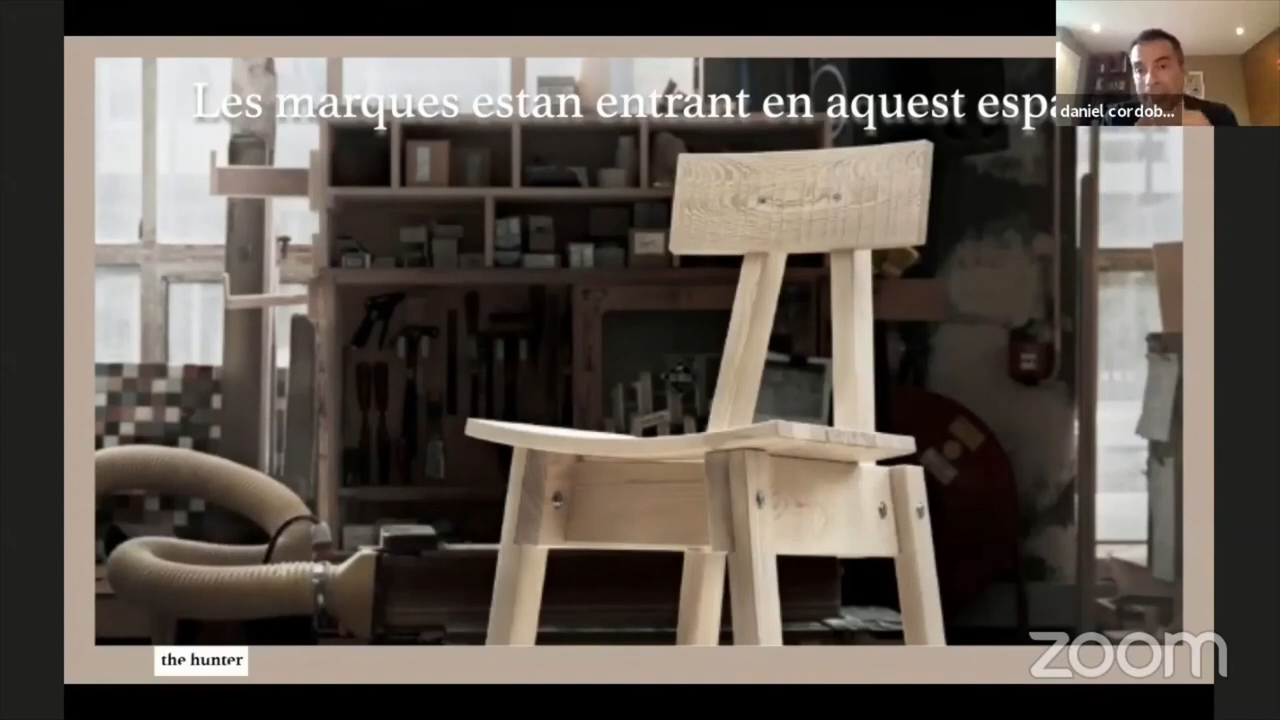 Les marques estan entrant en aquest espa
daniel cordob...
the hunter
zoom